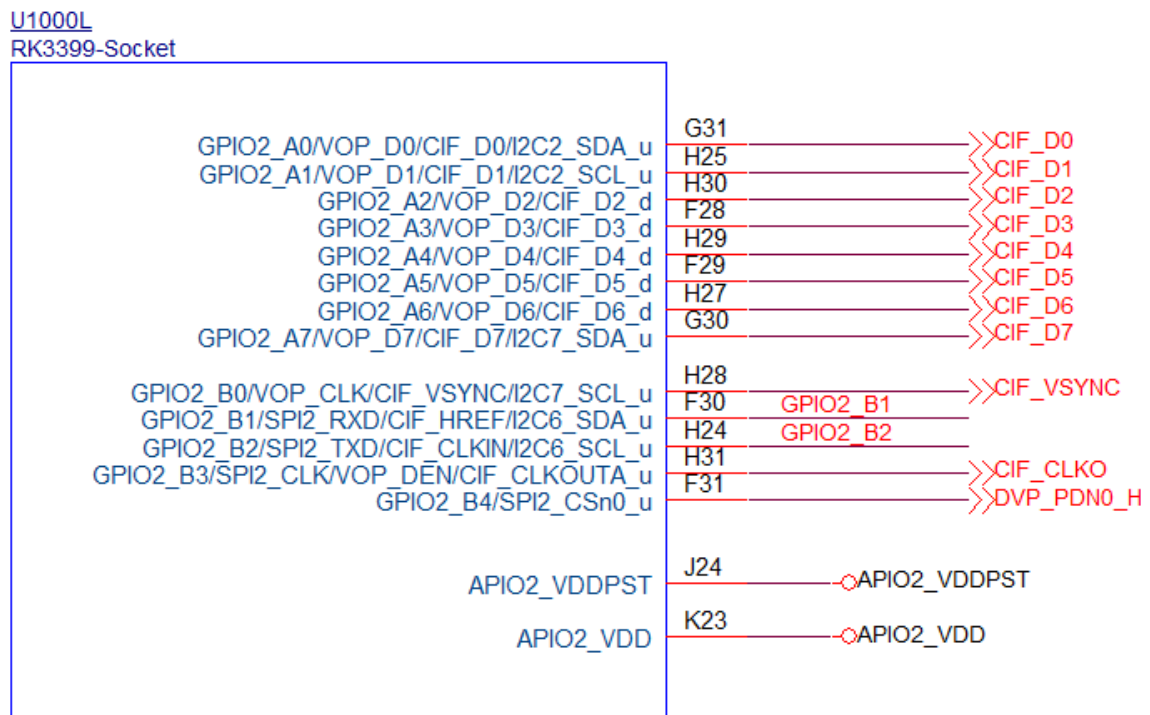 U1000L
RK3399-Socket
GPIO2_A0/VOP_D0/CIF_D0/I2C2_SDA_u G31 CIF_D0
GPIO2_A1/VOP_D1/CIF_D1/I2C2_SCL_u H25 CIF_D1
GPIO2_A2/VOP_D2/CIF_D2_d H30 CIF_D2
GPIO2_A3/VOP_D3/CIF_D3_d F28 CIF_D3
GPIO2_A4/VOP_D4/CIF_D4_d H29 CIF_D4
GPIO2_A5/VOP_D5/CIF_D5_d F29 CIF_D5
GPIO2_A6/VOP_D6/CIF_D6_d H27 CIF_D6
GPIO2_A7/VOP_D7/CIF_D7/I2C7_SDA_u G30 CIF_D7
GPIO2_B0/VOP_CLK/CIF_VSYNC/I2C7_SCL_u H28 CIF_VSYNC
GPIO2_B1/SPI2_RXD/CIF_HREF/I2C6_SDA_u F30 GPIO2_B1
GPIO2_B2/SPI2_TXD/CIF_CLKIN/I2C6_SCL_u H24 GPIO2_B2
GPIO2_B3/SPI2_CLK/VOP_DEN/CIF_CLKOUTA_u H31 CIF_CLKO
GPIO2_B4/SPI2_CSn0_u F31 DVP_PDN0_H
APIO2_VDDPST J24 APIO2_VDDPST
APIO2_VDD K23 APIO2_VDD